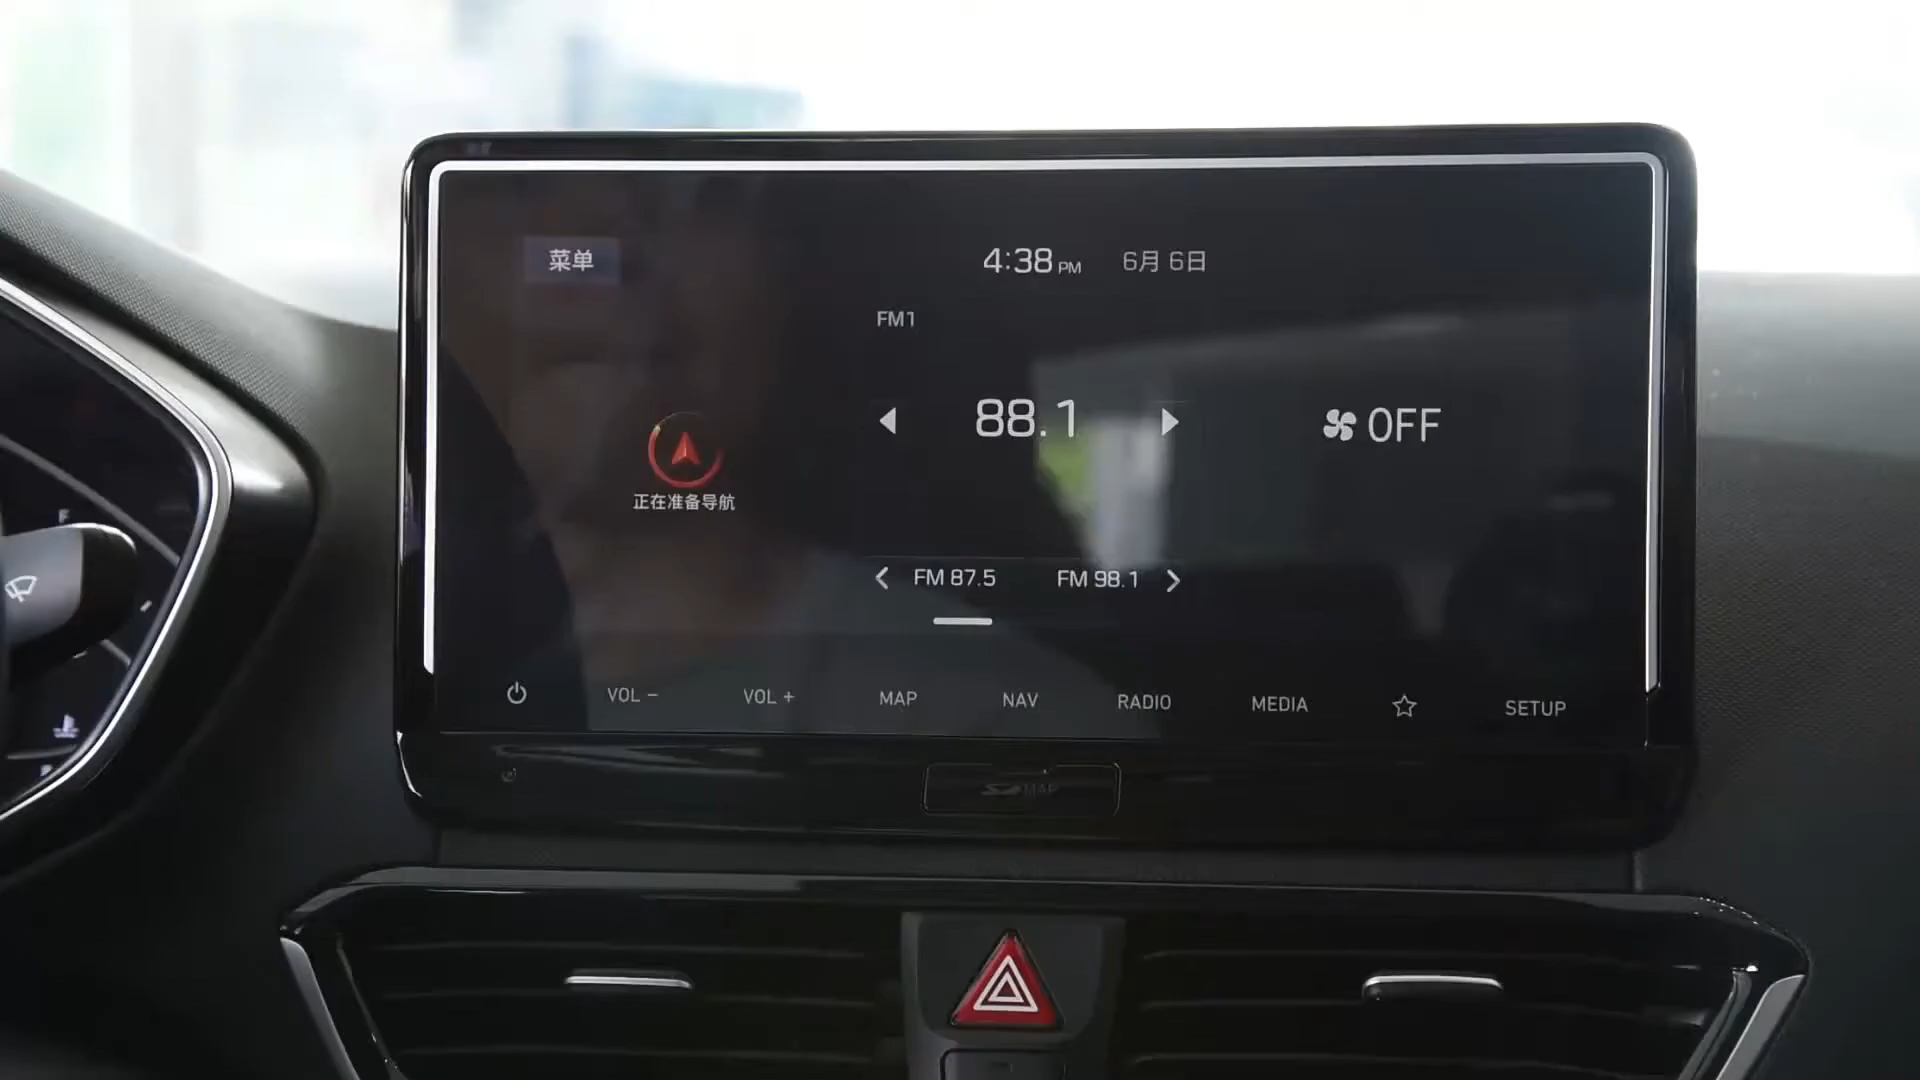 菜单
4:38 PM 6月 6日
FM1
88.1
OFF
正在准备导航
FM 87.5 FM 98.1
VOL − VOL + MAP NAV RADIO MEDIA SETUP
MAP
F